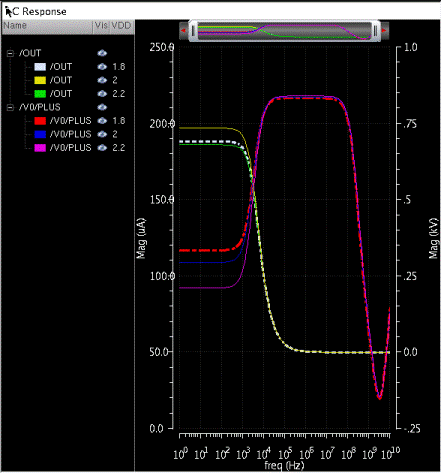 AC Response
Name Vis VDD
/OUT
/OUT 1.8
/OUT 2
/OUT 2.2
/V0/PLUS
/V0/PLUS 1.8
/V0/PLUS 2
/V0/PLUS 2.2
250.0
200.0
150.0
100.0
50.0
0.0
Mag (uA)
1.0
.75
.5
.25
0.0
-.25
Mag (kV)
10^0 10^1 10^2 10^3 10^4 10^5 10^6 10^7 10^8 10^9 10^10
freq (Hz)